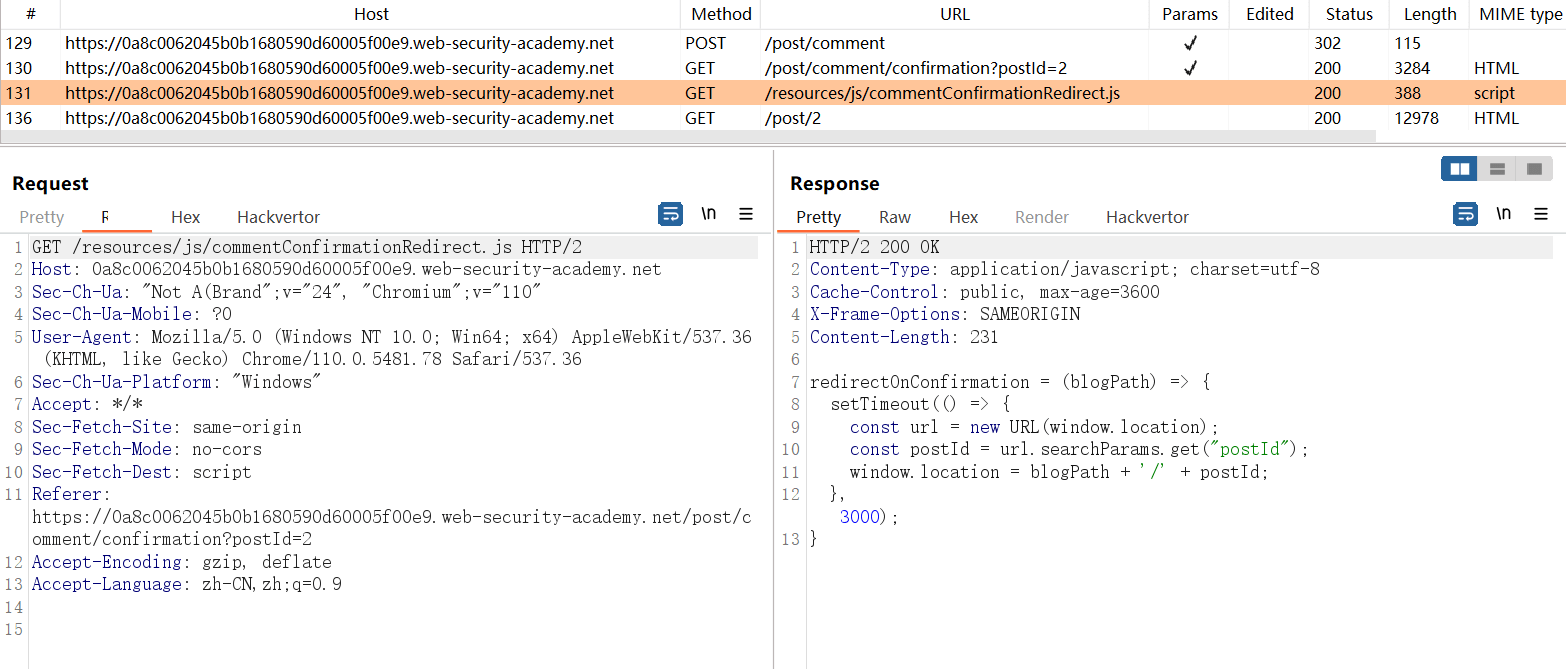 # Host Method URL Params Edited Status Length MIME type
129 https://0a8c0062045b0b1680590d60005f00e9.web-security-academy.net POST /post/comment ✓ 302 115
130 https://0a8c0062045b0b1680590d60005f00e9.web-security-academy.net GET /post/comment/confirmation?postId=2 ✓ 200 3284 HTML
131 https://0a8c0062045b0b1680590d60005f00e9.web-security-academy.net GET /resources/js/commentConfirmationRedirect.js 200 388 script
136 https://0a8c0062045b0b1680590d60005f00e9.web-security-academy.net GET /post/2 200 12978 HTML
Request
Pretty R Hex Hackvertor \n
1 GET /resources/js/commentConfirmationRedirect.js HTTP/2
2 Host: 0a8c0062045b0b1680590d60005f00e9.web-security-academy.net
3 Sec-Ch-Ua: "Not A(Brand";v="24", "Chromium";v="110"
4 Sec-Ch-Ua-Mobile: ?0
5 User-Agent: Mozilla/5.0 (Windows NT 10.0; Win64; x64) AppleWebKit/537.36
(KHTML, like Gecko) Chrome/110.0.5481.78 Safari/537.36
6 Sec-Ch-Ua-Platform: "Windows"
7 Accept: */*
8 Sec-Fetch-Site: same-origin
9 Sec-Fetch-Mode: no-cors
10 Sec-Fetch-Dest: script
11 Referer:
https://0a8c0062045b0b1680590d60005f00e9.web-security-academy.net/post/c
omment/confirmation?postId=2
12 Accept-Encoding: gzip, deflate
13 Accept-Language: zh-CN,zh;q=0.9
14
15
Response
Pretty Raw Hex Render Hackvertor \n
1 HTTP/2 200 OK
2 Content-Type: application/javascript; charset=utf-8
3 Cache-Control: public, max-age=3600
4 X-Frame-Options: SAMEORIGIN
5 Content-Length: 231
6
7 redirectOnConfirmation = (blogPath) => {
8 setTimeout(() => {
9 const url = new URL(window.location);
10 const postId = url.searchParams.get("postId");
11 window.location = blogPath + '/' + postId;
12 },
3000);
13 }